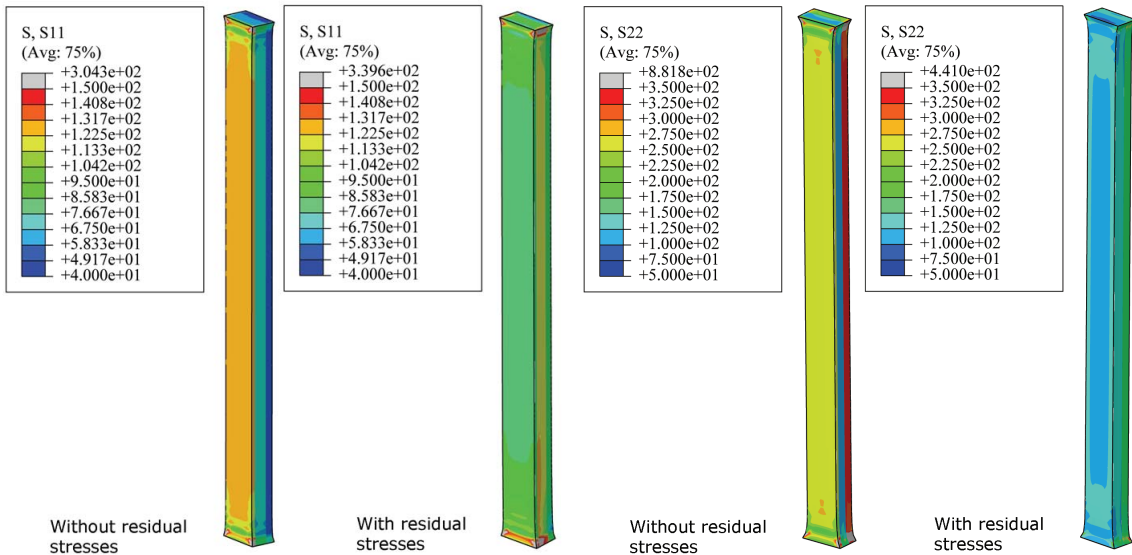 S, S11
(Avg: 75%)
+3.043e+02
+1.500e+02
+1.408e+02
+1.317e+02
+1.225e+02
+1.133e+02
+1.042e+02
+9.500e+01
+8.583e+01
+7.667e+01
+6.750e+01
+5.833e+01
+4.917e+01
+4.000e+01
Without residual
stresses
S, S11
(Avg: 75%)
+3.396e+02
+1.500e+02
+1.408e+02
+1.317e+02
+1.225e+02
+1.133e+02
+1.042e+02
+9.500e+01
+8.583e+01
+7.667e+01
+6.750e+01
+5.833e+01
+4.917e+01
+4.000e+01
With residual
stresses
S, S22
(Avg: 75%)
+8.818e+02
+3.500e+02
+3.250e+02
+3.000e+02
+2.750e+02
+2.500e+02
+2.250e+02
+2.000e+02
+1.750e+02
+1.500e+02
+1.250e+02
+1.000e+02
+7.500e+01
+5.000e+01
Without residual
stresses
S, S22
(Avg: 75%)
+4.410e+02
+3.500e+02
+3.250e+02
+3.000e+02
+2.750e+02
+2.500e+02
+2.250e+02
+2.000e+02
+1.750e+02
+1.500e+02
+1.250e+02
+1.000e+02
+7.500e+01
+5.000e+01
With residual
stresses